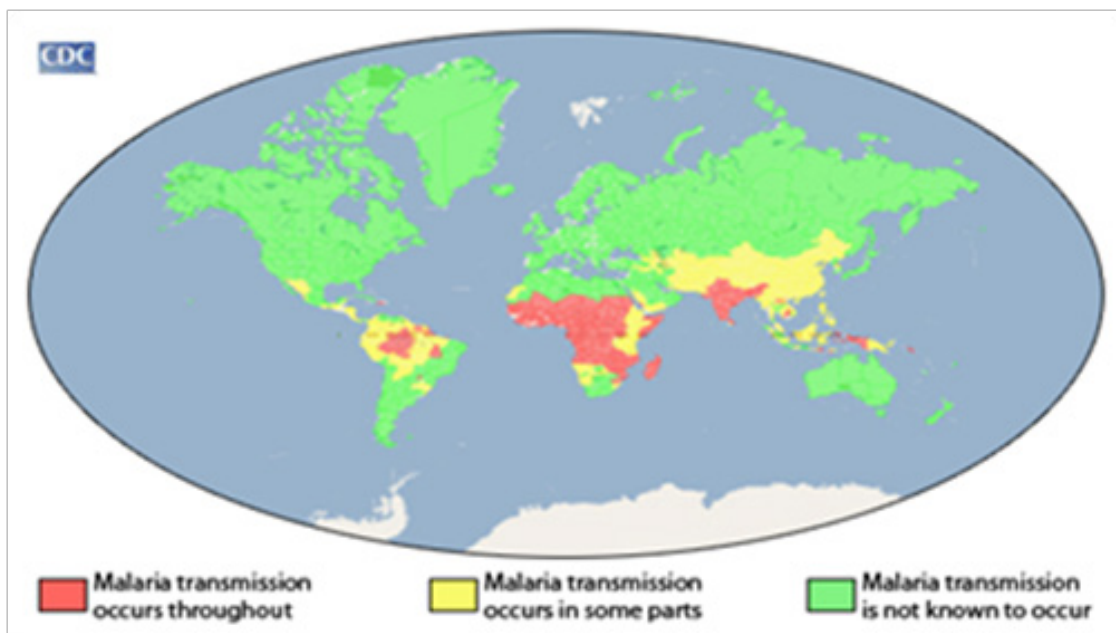 CDC
Malaria transmission
occurs throughout
Malaria transmission
occurs in some parts
Malaria transmission
is not known to occur